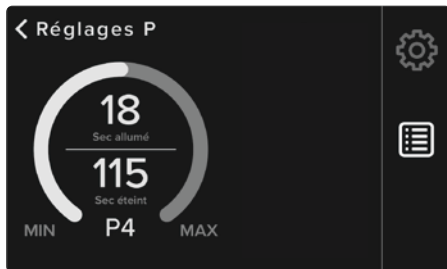 Réglages P
18
Sec allumé
115
Sec éteint
MIN P4 MAX